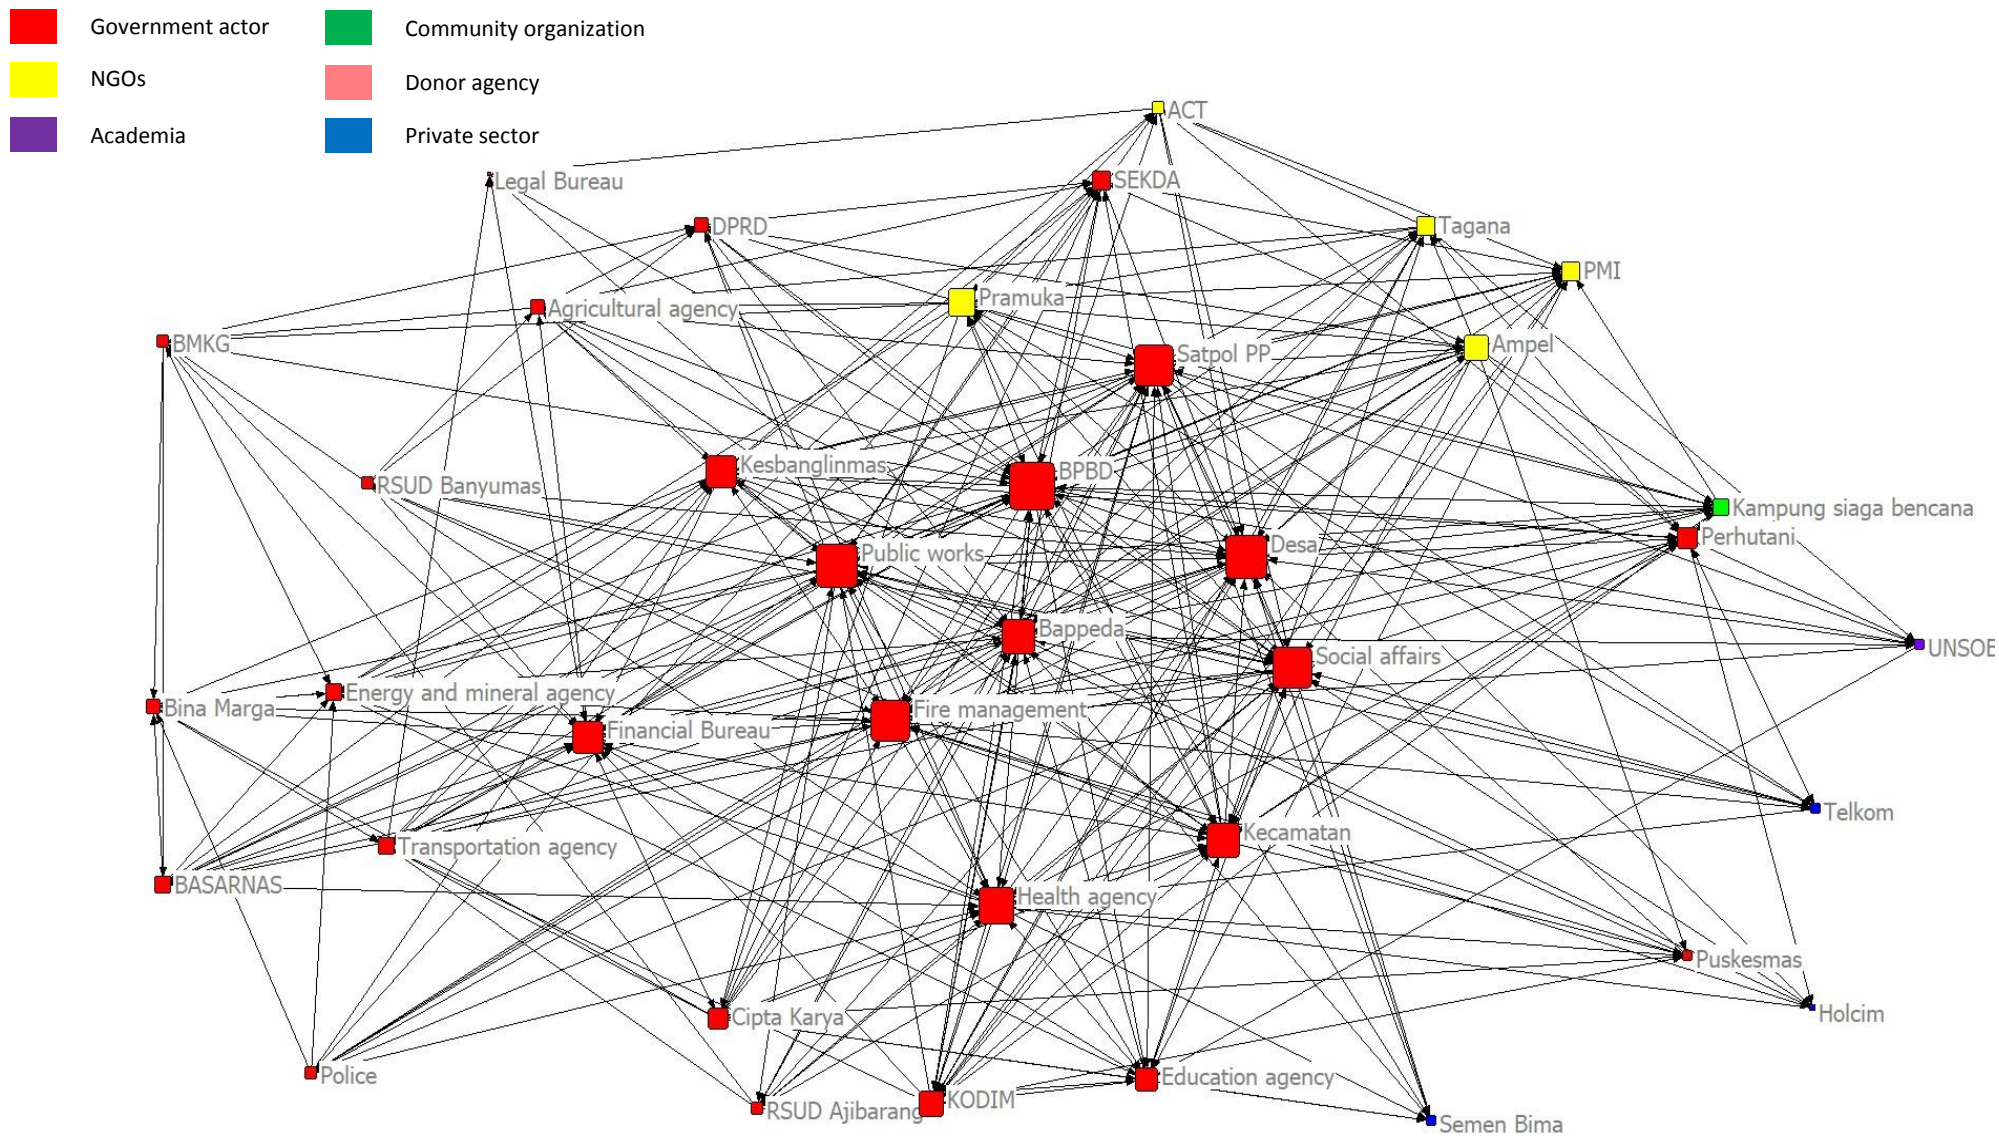 Government actor
Community organization
NGOs
Donor agency
Academia
Private sector
ACT
Legal Bureau
SEKDA
DPRD
Tagana
PMI
Pramuka
Agricultural agency
BMKG
Satpol PP
Ampel
Kesbanglinmas
BPBD
RSUD Banyumas
Kampung siaga bencana
Perhutani
Public works
Desa
Bappeda
UNSOE
Social affairs
Energy and mineral agency
Bina Marga
Fire management
Financial Bureau
Telkom
Kecamatan
Transportation agency
BASARNAS
Health agency
Puskesmas
Holcim
Cipta Karya
Police
Education agency
KODIM
RSUD Ajibarang
Semen Bima